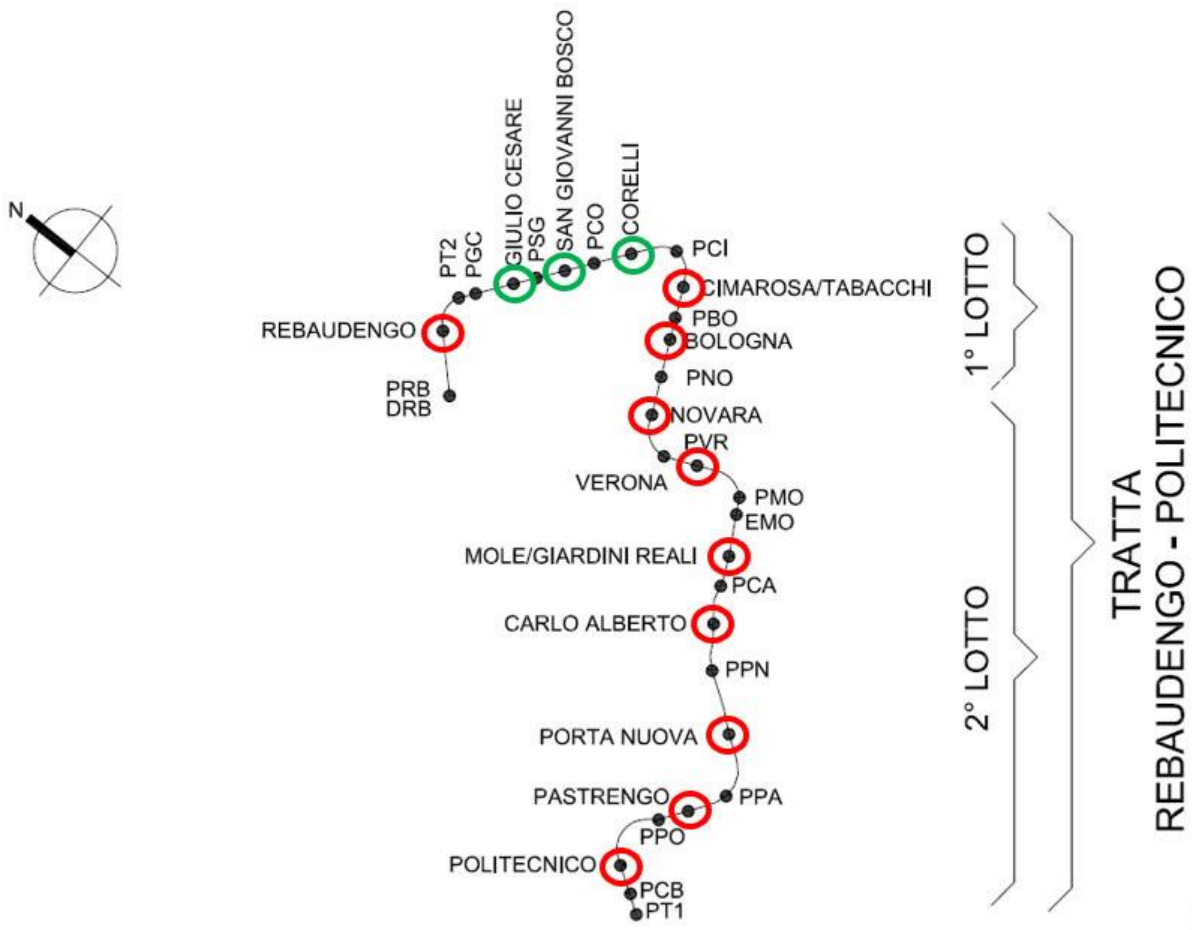 N
PT2
PGC
GIULIO CESARE
PSG
SAN GIOVANNI BOSCO
PCO
CORELLI
PCI
REBAUDENGO
CIMAROSA/TABACCHI
PBO
BOLOGNA
PRB
DRB
PNO
NOVARA
PVR
VERONA
PMO
EMO
MOLE/GIARDINI REALI
PCA
CARLO ALBERTO
PPN
PORTA NUOVA
PASTRENGO
PPA
PPO
POLITECNICO
PCB
PT1
1° LOTTO
2° LOTTO
TRATTA
REBAUDENGO - POLITECNICO